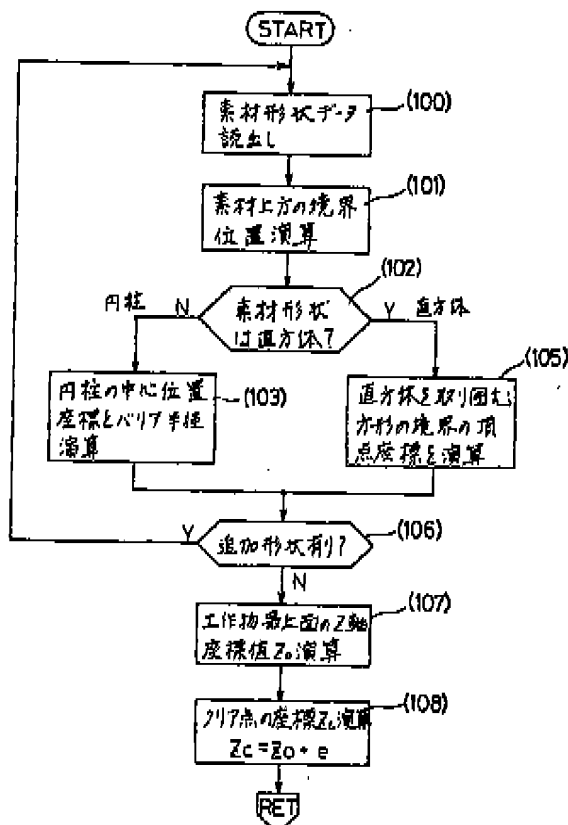 START
素材形状データ
読出し
(100)
素材上方の境界
位置演算
(101)
素材形状
は直方体?
(102)
円柱
N
Y
直方体
円柱の中心位置
座標とバリア半径
演算
(103)
直方体を取り囲む
方形の境界の頂
点座標を演算
(105)
追加形状有り?
(106)
Y
N
工作物最上面のZ軸
座標値Zo演算
(107)
クリア点の座標Zc演算
Zc=Zo+e
(108)
RET